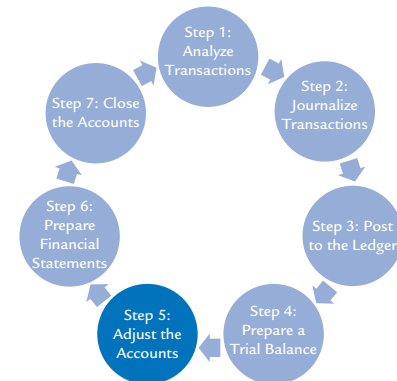 Step 1:
Analyze
Transactions
Step 2:
Journalize
Transactions
Step 3: Post
to the Ledger
Step 4:
Prepare a
Trial Balance
Step 5:
Adjust the
Accounts
Step 6:
Prepare
Financial
Statements
Step 7: Close
the Accounts